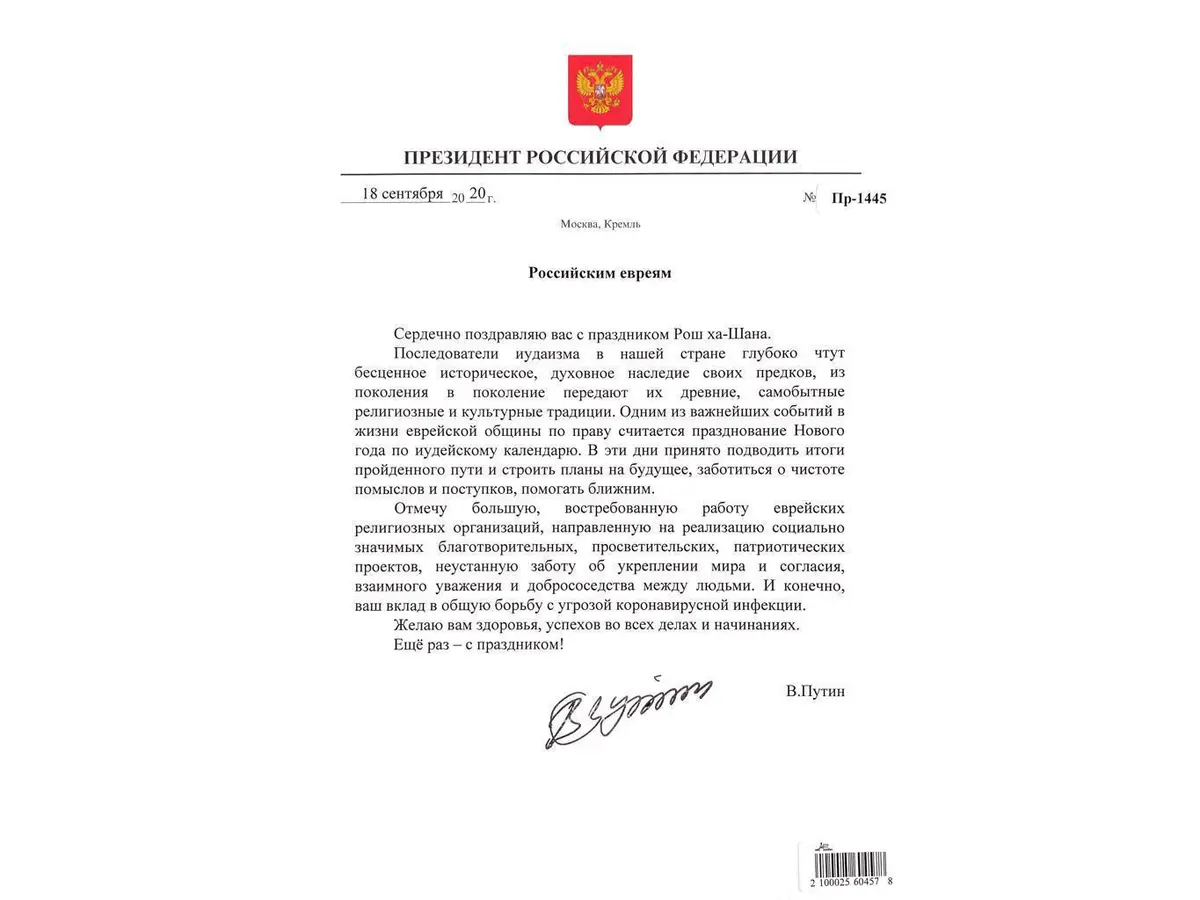 ПРЕЗИДЕНТ РОССИЙСКОЙ ФЕДЕРАЦИИ
18 сентября 2020 г.
№ Пр-1445
Москва, Кремль
Российским евреям
Сердечно поздравляю вас с праздником Рош ха-Шана.
Последователи иудаизма в нашей стране глубоко чтут
бесценное историческое, духовное наследие своих предков, из
поколения в поколение передают их древние, самобытные
религиозные и культурные традиции. Одним из важнейших событий в
жизни еврейской общины по праву считается празднование Нового
года по иудейскому календарю. В эти дни принято подводить итоги
пройденного пути и строить планы на будущее, заботиться о чистоте
помыслов и поступков, помогать ближним.
Отмечу большую, востребованную работу еврейских
религиозных организаций, направленную на реализацию социально
значимых благотворительных, просветительских, патриотических
проектов, неустанную заботу об укреплении мира и согласия,
взаимного уважения и добрососедства между людьми. И конечно,
ваш вклад в общую борьбу с угрозой коронавирусной инфекции.
Желаю вам здоровья, успехов во всех делах и начинаниях.
Ещё раз – с праздником!
В.Путин
2 100025 60457 8